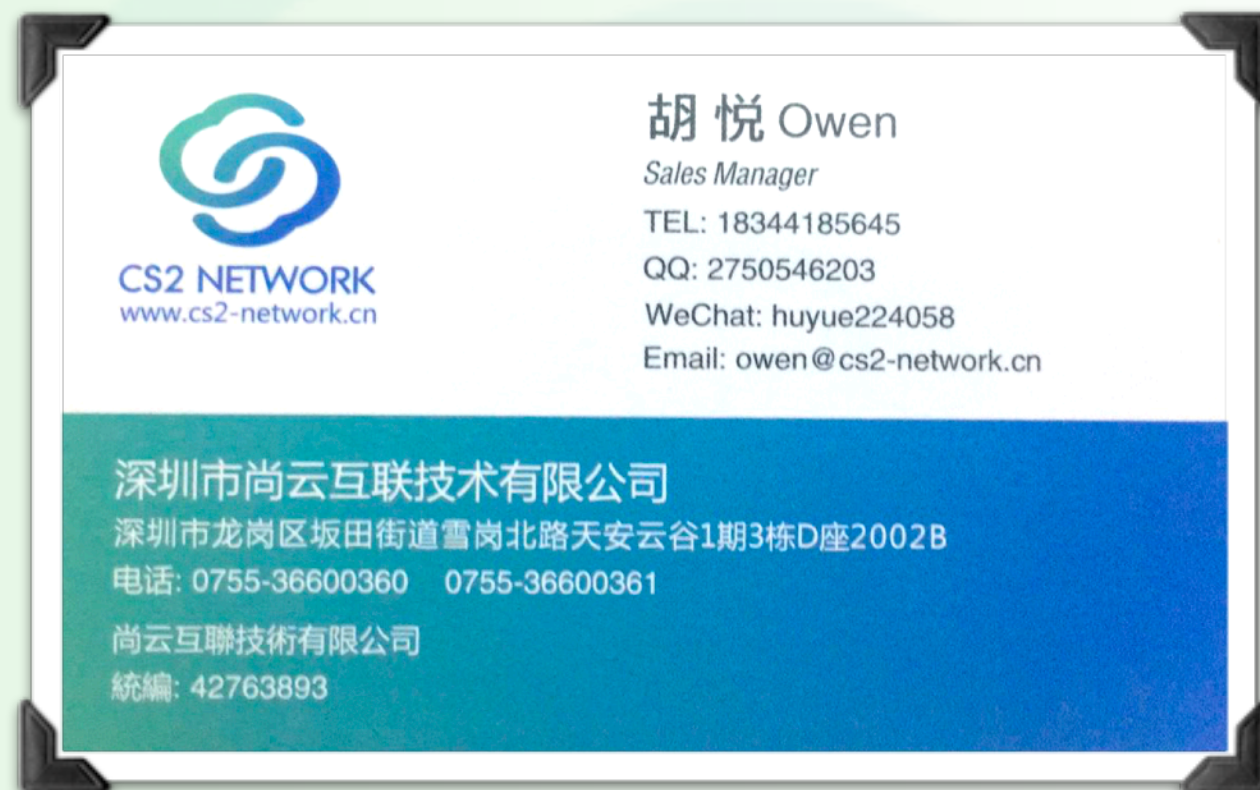 CS2 NETWORK
www.cs2-network.cn
胡 悦 Owen
Sales Manager
TEL: 18344185645
QQ: 2750546203
WeChat: huyue224058
Email: owen@cs2-network.cn
深圳市尚云互联技术有限公司
深圳市龙岗区坂田街道雪岗北路天安云谷1期3栋D座2002B
电话: 0755-36600360 0755-36600361
尚云互聯技術有限公司
統編: 42763893